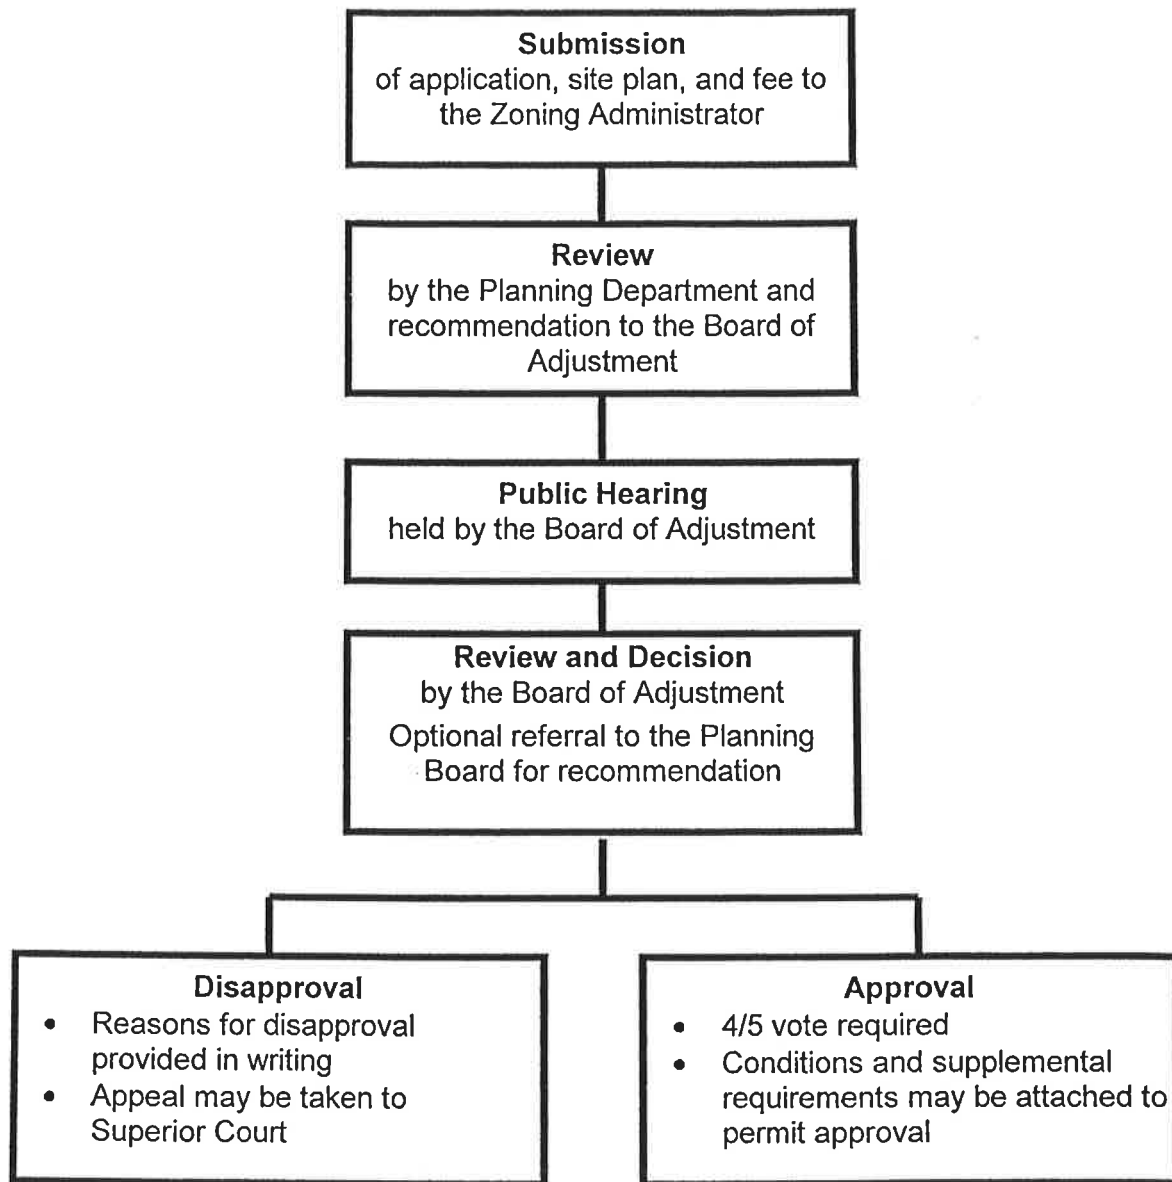 Submission
of application, site plan, and fee to
the Zoning Administrator
Review
by the Planning Department and
recommendation to the Board of
Adjustment
Public Hearing
held by the Board of Adjustment
Review and Decision
by the Board of Adjustment
Optional referral to the Planning
Board for recommendation
Disapproval
• Reasons for disapproval
provided in writing
• Appeal may be taken to
Superior Court
Approval
• 4/5 vote required
• Conditions and supplemental
requirements may be attached to
permit approval